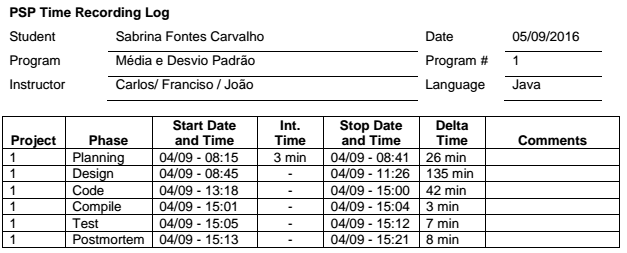 PSP Time Recording Log
Student Sabrina Fontes Carvalho Date 05/09/2016
Program Média e Desvio Padrão Program # 1
Instructor Carlos/ Franciso / João Language Java
Project Phase Start Date and Time Int. Time Stop Date and Time Delta Time Comments
1 Planning 04/09 - 08:15 3 min 04/09 - 08:41 26 min
1 Design 04/09 - 08:45 - 04/09 - 11:26 135 min
1 Code 04/09 - 13:18 - 04/09 - 15:00 42 min
1 Compile 04/09 - 15:01 - 04/09 - 15:04 3 min
1 Test 04/09 - 15:05 - 04/09 - 15:12 7 min
1 Postmortem 04/09 - 15:13 - 04/09 - 15:21 8 min